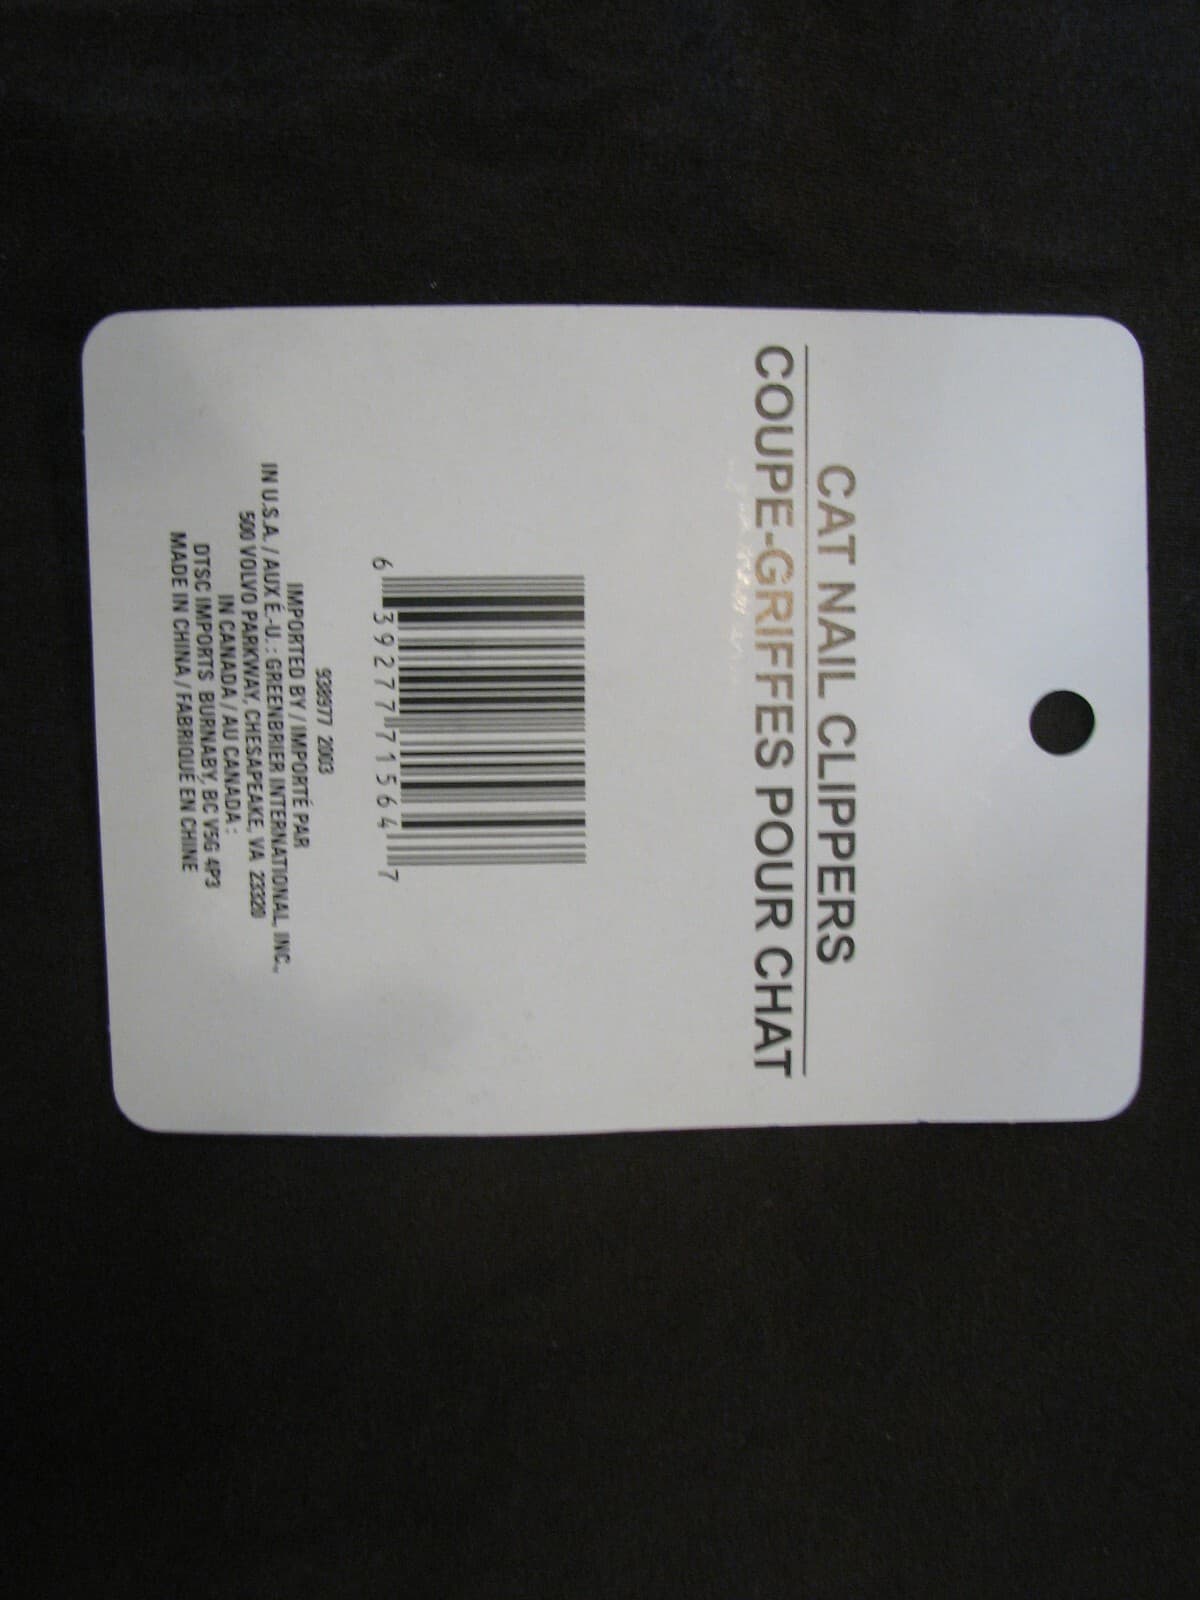 CAT NAIL CLIPPERS
COUPE-GRIFFES POUR CHAT
6 39277 71564 7
938977 2003
IMPORTED BY / IMPORTÉ PAR
IN U.S.A. / AUX É.-U. : GREENBRIER INTERNATIONAL, INC.,
500 VOLVO PARKWAY, CHESAPEAKE, VA 23320
IN CANADA / AU CANADA :
DTSC IMPORTS BURNABY, BC V5G 4P3
MADE IN CHINA / FABRIQUÉ EN CHINE